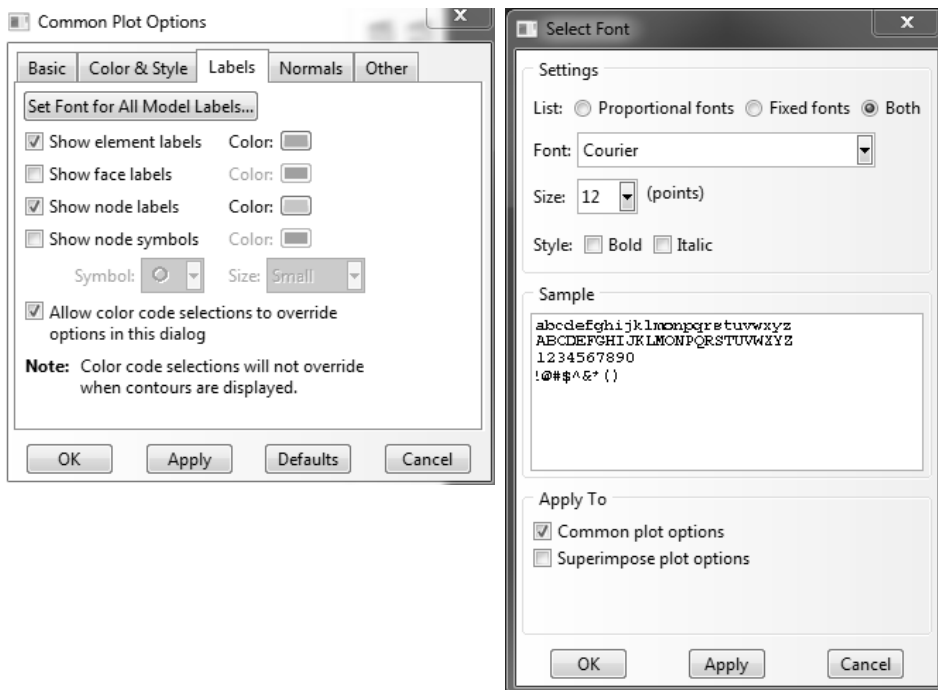 Common Plot Options
X
Basic
Color & Style
Labels
Normals
Other
Set Font for All Model Labels...
Show element labels Color:
Show face labels Color:
Show node labels Color:
Show node symbols Color:
Symbol: Size: Small
Allow color code selections to override
options in this dialog
Note: Color code selections will not override
when contours are displayed.
OK
Apply
Defaults
Cancel
Select Font
X
Settings
List: Proportional fonts Fixed fonts Both
Font: Courier
Size: 12 (points)
Style: Bold Italic
Sample
abcdefghijklmonpqrstuvwxyz
ABCDEFGHIJKLMONPQRSTUVWXYZ
1234567890
!@#$^&*()
Apply To
Common plot options
Superimpose plot options
OK
Apply
Cancel